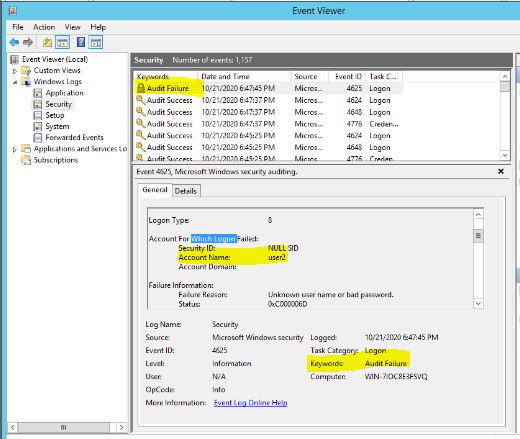 Event Viewer
File Action View Help
Event Viewer (Local)
Custom Views
Windows Logs
Application
Security
Setup
System
Forwarded Events
Applications and Services Lo
Subscriptions
Security Number of events: 1,157
Keywords Date and Time Source Event ID Task C...
Audit Failure 10/21/2020 6:47:45 PM Micros... 4625 Logon
Audit Success 10/21/2020 6:47:37 PM Micros... 4624 Logon
Audit Success 10/21/2020 6:47:37 PM Micros... 4648 Logon
Audit Success 10/21/2020 6:47:37 PM Micros... 4776 Creden...
Audit Success 10/21/2020 6:45:25 PM Micros... 4624 Logon
Audit Success 10/21/2020 6:45:24 PM Micros... 4648 Logon
Audit Success 10/21/2020 6:45:24 PM Micros... 4776 Creden
Event 4625, Microsoft Windows security auditing.
General Details
Logon Type: 8
Account For Which Logon Failed:
Security ID: NULL SID
Account Name: user2
Account Domain:
Failure Information:
Failure Reason: Unknown user name or bad password.
Status: 0xC000006D
Log Name: Security
Source: Microsoft Windows security Logged: 10/21/2020 6:47:45 PM
Event ID: 4625 Task Category: Logon
Level: Information Keywords: Audit Failure
User: N/A Computer: WIN-7IOC8E3FSVQ
OpCode: Info
More Information: Event Log Online Help